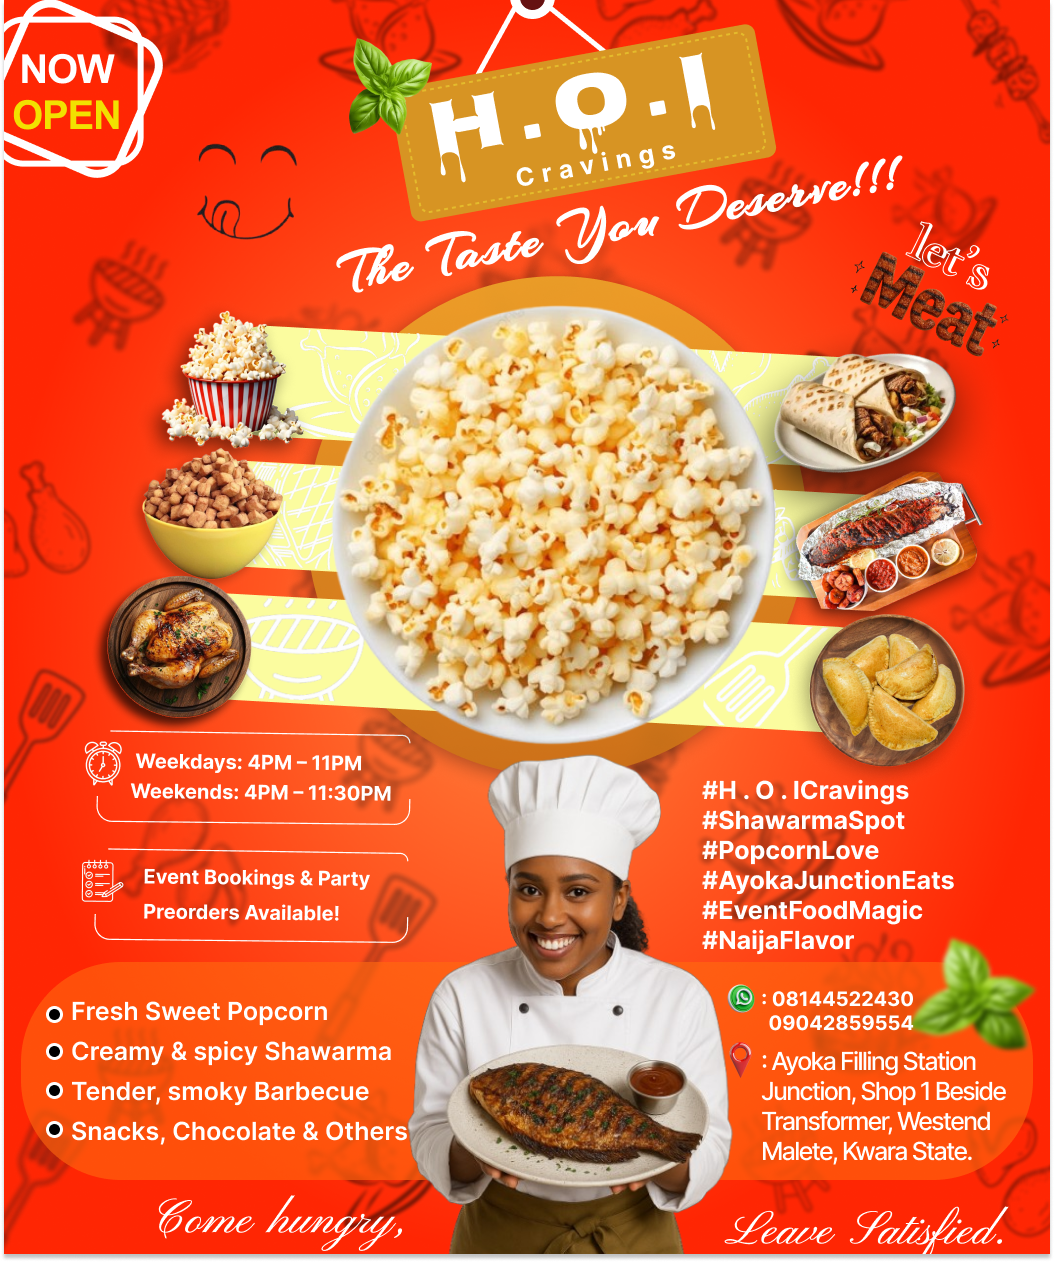 NOW
OPEN
H.O.I
Cravings
The Taste You Deserve!!!
let's
Meat
Weekdays: 4PM – 11PM
Weekends: 4PM – 11:30PM
Event Bookings & Party
Preorders Available!
#H . O . ICravings
#ShawarmaSpot
#PopcornLove
#AyokaJunctionEats
#EventFoodMagic
#NaijaFlavor
Fresh Sweet Popcorn
Creamy & spicy Shawarma
Tender, smoky Barbecue
Snacks, Chocolate & Others
: 08144522430
09042859554
: Ayoka Filling Station
Junction, Shop 1 Beside
Transformer, Westend
Malete, Kwara State.
Come hungry,
Leave Satisfied.